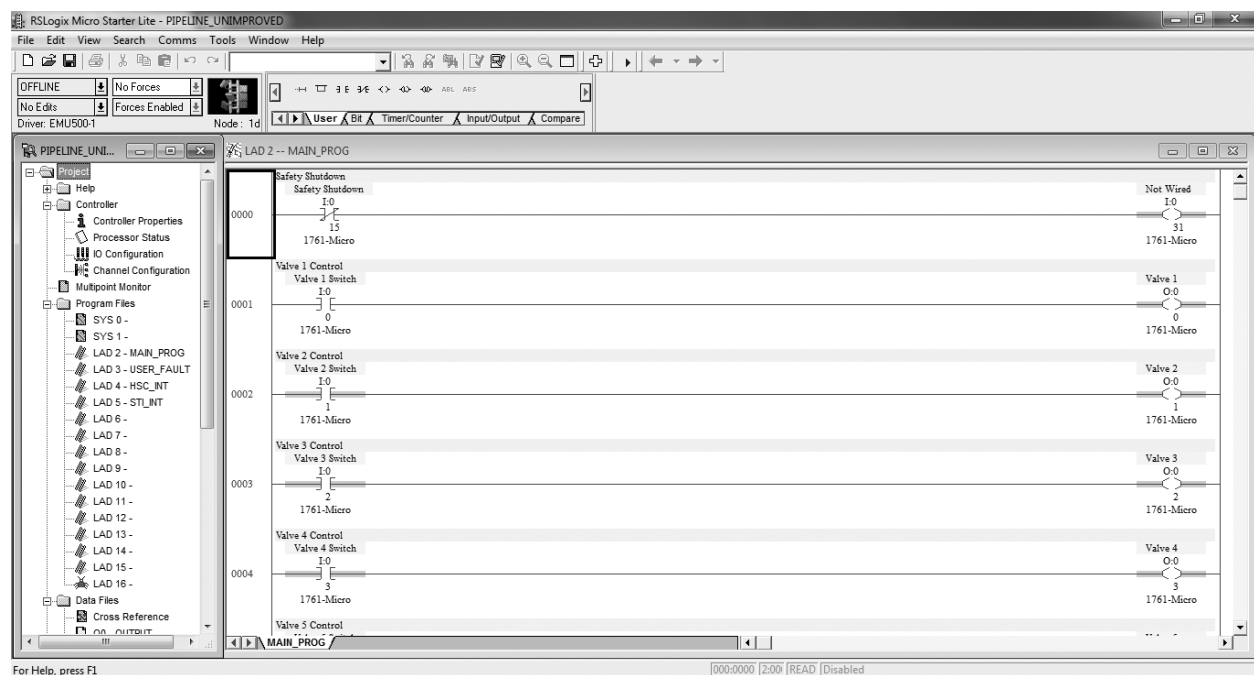 RSLogix Micro Starter Lite - PIPELINE_UNIMPROVED
File Edit View Search Comms Tools Window Help
OFFLINE No Forces
No Edits Forces Enabled
Driver: EMU500-1 Node : 1d
ABL ABS
User Bit Timer/Counter Input/Output Compare
PIPELINE_UNI...
Project
Help
Controller
Controller Properties
Processor Status
IO Configuration
Channel Configuration
Multipoint Monitor
Program Files
SYS 0 -
SYS 1 -
LAD 2 - MAIN_PROG
LAD 3 - USER_FAULT
LAD 4 - HSC_INT
LAD 5 - STI_INT
LAD 6 -
LAD 7 -
LAD 8 -
LAD 9 -
LAD 10 -
LAD 11 -
LAD 12 -
LAD 13 -
LAD 14 -
LAD 15 -
LAD 16 -
Data Files
Cross Reference
LAD 2 -- MAIN_PROG
Safety Shutdown
Safety Shutdown Not Wired
I:0 I:0
0000
15 31
1761-Micro 1761-Micro
Valve 1 Control
Valve 1 Switch Valve 1
I:0 O:0
0001
0 0
1761-Micro 1761-Micro
Valve 2 Control
Valve 2 Switch Valve 2
I:0 O:0
0002
1 1
1761-Micro 1761-Micro
Valve 3 Control
Valve 3 Switch Valve 3
I:0 O:0
0003
2 2
1761-Micro 1761-Micro
Valve 4 Control
Valve 4 Switch Valve 4
I:0 O:0
0004
3 3
1761-Micro 1761-Micro
Valve 5 Control
MAIN_PROG
For Help, press F1
000:0000 2:00 READ Disabled